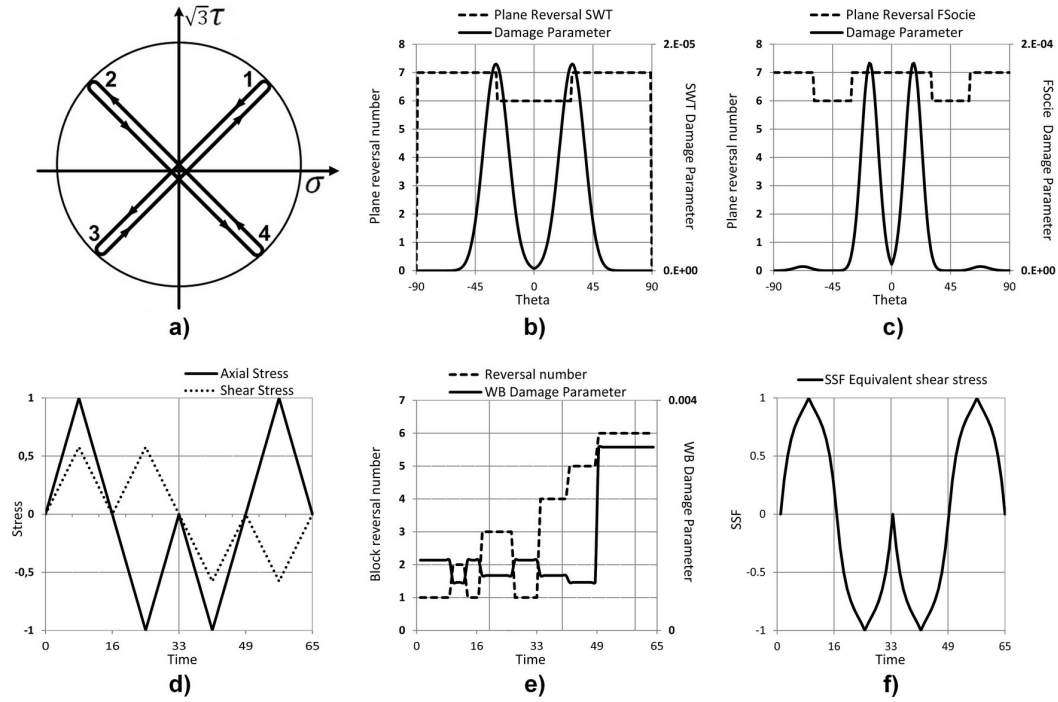 √3τ
σ
1
2
3
4
a)
Plane Reversal SWT
Damage Parameter
8
7
6
5
4
3
2
1
0
Plane reversal number
2.E-05
0.E+00
SWT Damage Parameter
-90
-45
0
45
90
Theta
b)
Plane Reversal FSocie
Damage Parameter
8
7
6
5
4
3
2
1
0
Plane reversal number
2.E-04
0.E+00
FSocie Damage Parameter
-90
-45
0
45
90
Theta
c)
Axial Stress
Shear Stress
1
0,5
0
-0,5
-1
Stress
0
16
33
49
65
Time
d)
Reversal number
WB Damage Parameter
7
6
5
4
3
2
1
0
Block reversal number
0.004
0
WB Damage Parameter
0
16
33
49
65
Time
e)
SSF Equivalent shear stress
1
0,5
0
-0,5
-1
SSF
0
16
33
49
65
Time
f)